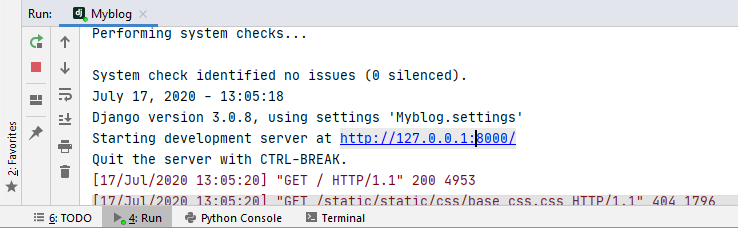 Run: dj Myblog
Performing system checks...
System check identified no issues (0 silenced).
July 17, 2020 - 13:05:18
Django version 3.0.8, using settings 'Myblog.settings'
Starting development server at http://127.0.0.1:8000/
Quit the server with CTRL-BREAK.
[17/Jul/2020 13:05:20] "GET / HTTP/1.1" 200 4953
[17/Jul/2020 13:05:20] "GET /static/static/css/base_css.css HTTP/1.1" 404 1796
2: Favorites
6: TODO 4: Run Python Console Terminal